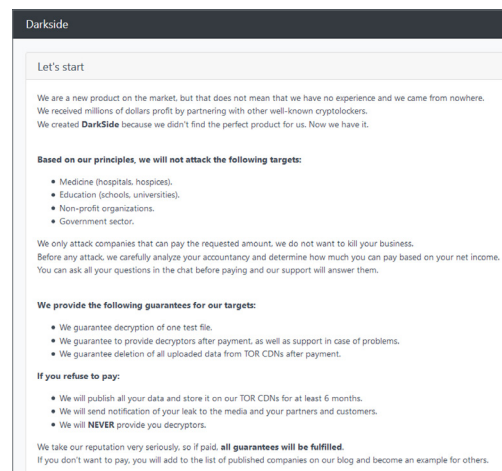 Darkside
Let's start
We are a new product on the market, but that does not mean that we have no experience and we came from nowhere.
We received millions of dollars profit by partnering with other well-known cryptolockers.
We created DarkSide because we didn't find the perfect product for us. Now we have it.
Based on our principles, we will not attack the following targets:
• Medicine (hospitals, hospices).
• Education (schools, universities).
• Non-profit organizations.
• Government sector.
We only attack companies that can pay the requested amount, we do not want to kill your business.
Before any attack, we carefully analyze your accountancy and determine how much you can pay based on your net income.
You can ask all your questions in the chat before paying and our support will answer them.
We provide the following guarantees for our targets:
• We guarantee decryption of one test file.
• We guarantee to provide decryptors after payment, as well as support in case of problems.
• We guarantee deletion of all uploaded data from TOR CDNs after payment.
If you refuse to pay:
• We will publish all your data and store it on our TOR CDNs for at least 6 months.
• We will send notification of your leak to the media and your partners and customers.
• We will NEVER provide you decryptors.
We take our reputation very seriously, so if paid, all guarantees will be fulfilled.
If you don't want to pay, you will add to the list of published companies on our blog and become an example for others.